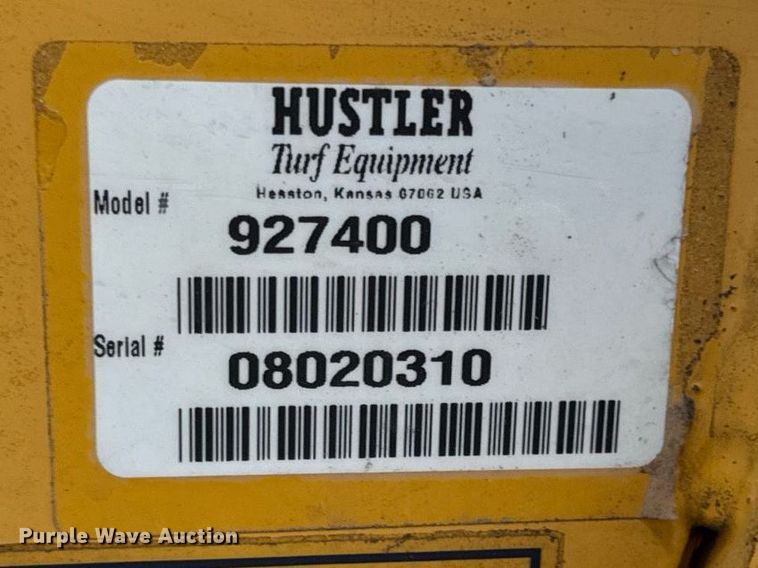 HUSTLER
Turf Equipment
Hesston, Kansas 67062 USA
Model #
927400
Serial #
08020310
Purple Wave Auction